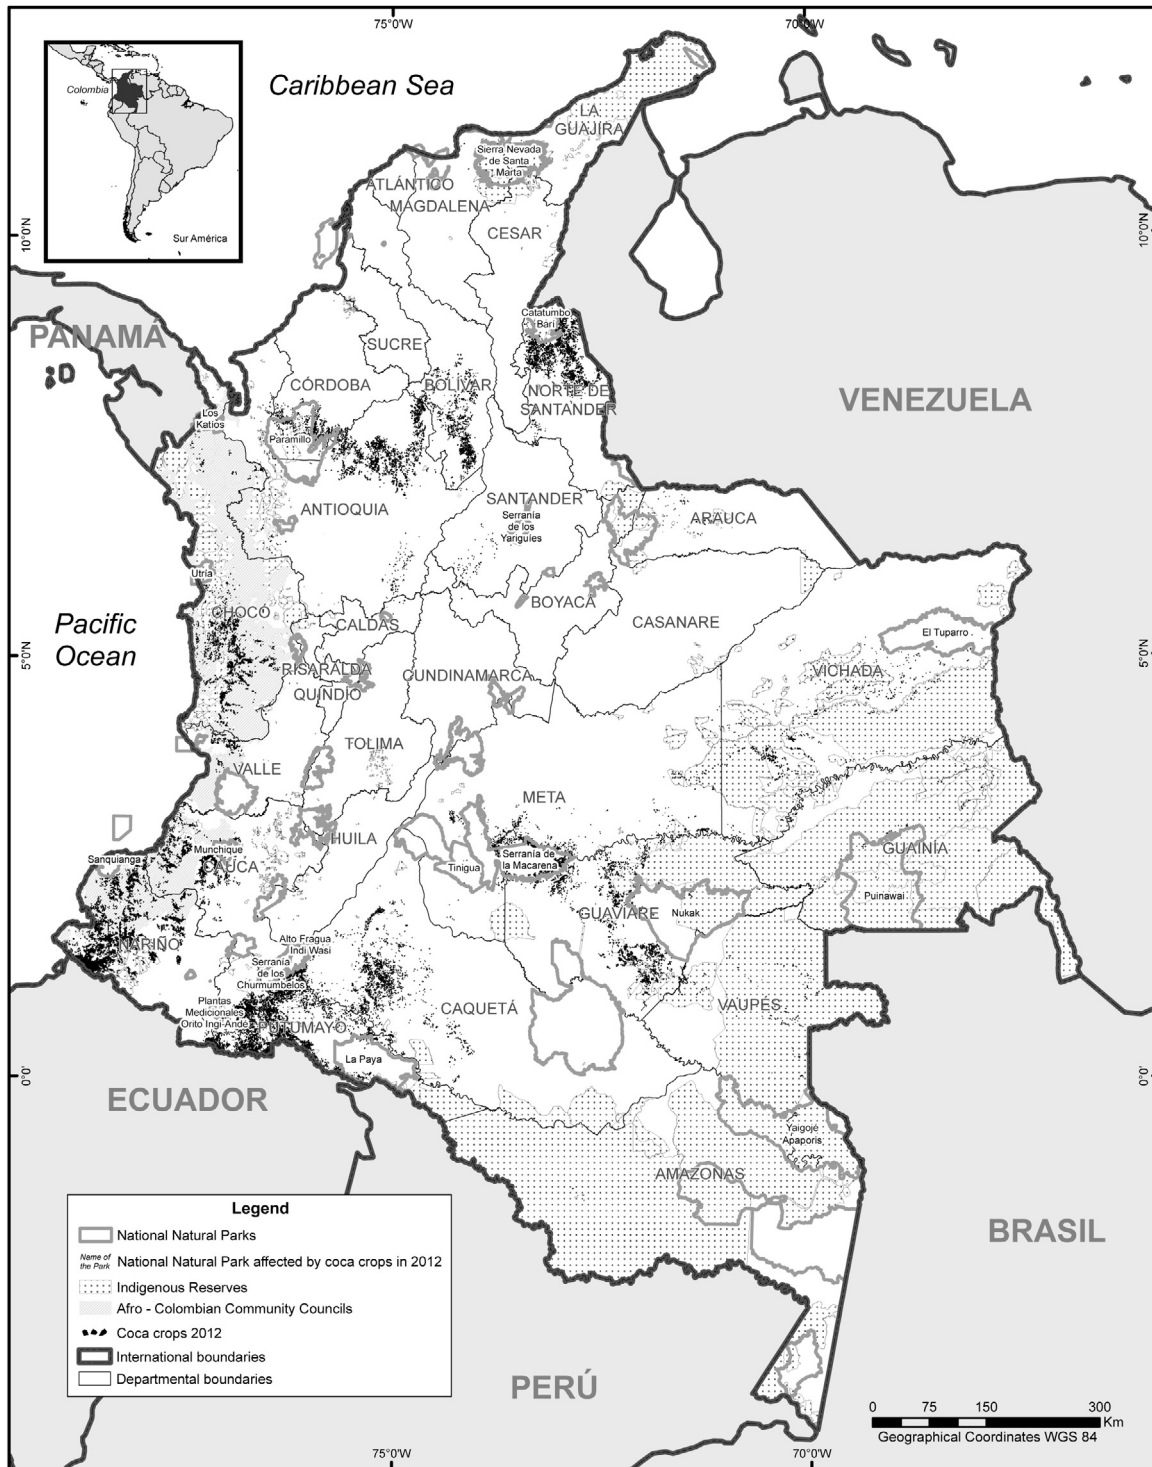 75°0'W
70°0'W
Colombia
Sur América
Caribbean Sea
LA
GUAJIRA
Sierra Nevada
de Santa
Marta
ATLÁNTICO
MAGDALENA
CESAR
10°0'N
10°0'N
PANAMÁ
Catatumbo
Bari
SUCRE
CÓRDOBA
BOLÍVAR
NORTE DE
SANTANDER
VENEZUELA
Los
Katios
Paramillo
ANTIOQUIA
SANTANDER
Serranía
de los
Yariguíes
ARAUCA
Utría
CHOCÓ
BOYACA
CALDAS
CASANARE
El Tuparro
Pacific
Ocean
5°0'N
5°0'N
RISARALDA
QUINDÍO
CUNDINAMARCA
VICHADA
TOLIMA
VALLE
META
HUILA
Sanquianga
Munchique
CAUCA
Tinigua
Serranía de
la Macarena
GUAINÍA
Puinawai
GUAVIARE
Nukak
NARIÑO
Alto Fragua
Indi Wasi
Serranía
de los
Churnumbelos
Plantas
Medicionales
Orito Ingi-Ande
PUTUMAYO
CAQUETÁ
VAUPÉS
La Paya
0°0'
0°0'
ECUADOR
Yaigojé
Apaporis
AMAZONAS
BRASIL
PERÚ
Legend
National Natural Parks
Name of
the Park
National Natural Park affected by coca crops in 2012
Indigenous Reserves
Afro - Colombian Community Councils
Coca crops 2012
International boundaries
Departmental boundaries
0 75 150 300
Km
Geographical Coordinates WGS 84
75°0'W
70°0'W